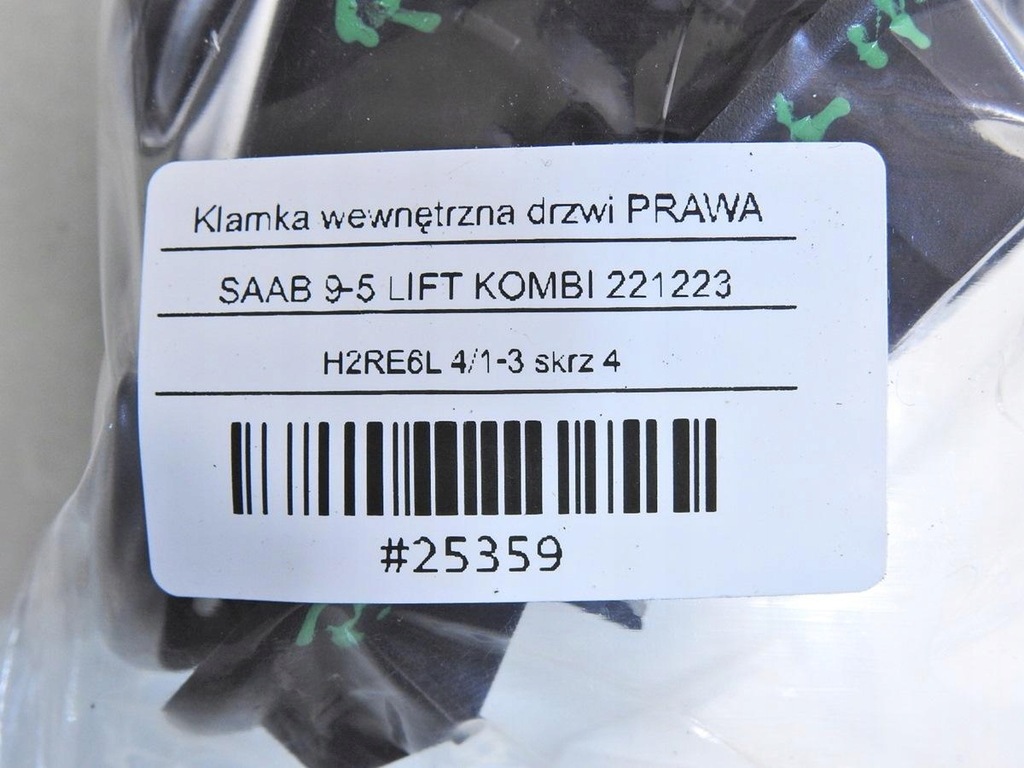 Klamka wewnętrzna drzwi PRAWA
SAAB 9-5 LIFT KOMBI 221223
H2RE6L 4/1-3 skrz 4
#25359